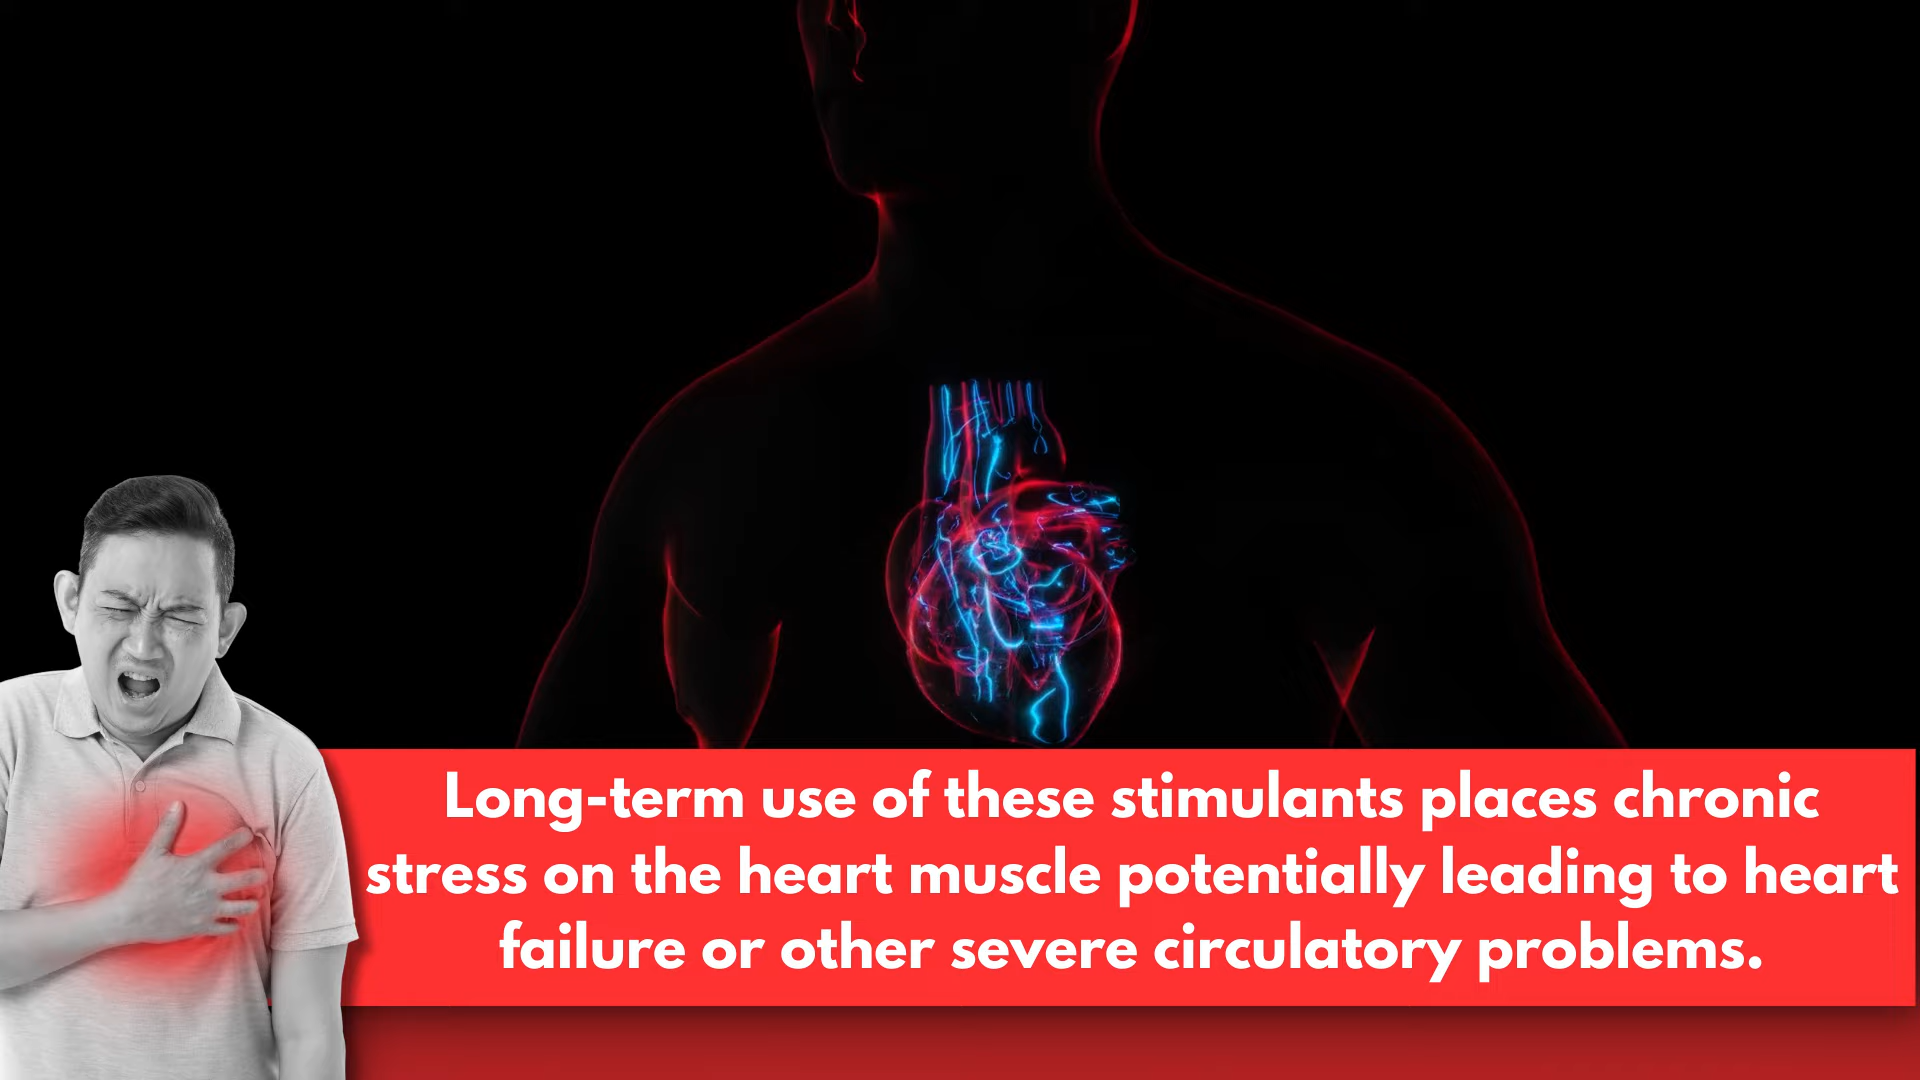 Long-term use of these stimulants places chronic
stress on the heart muscle potentially leading to heart
failure or other severe circulatory problems.